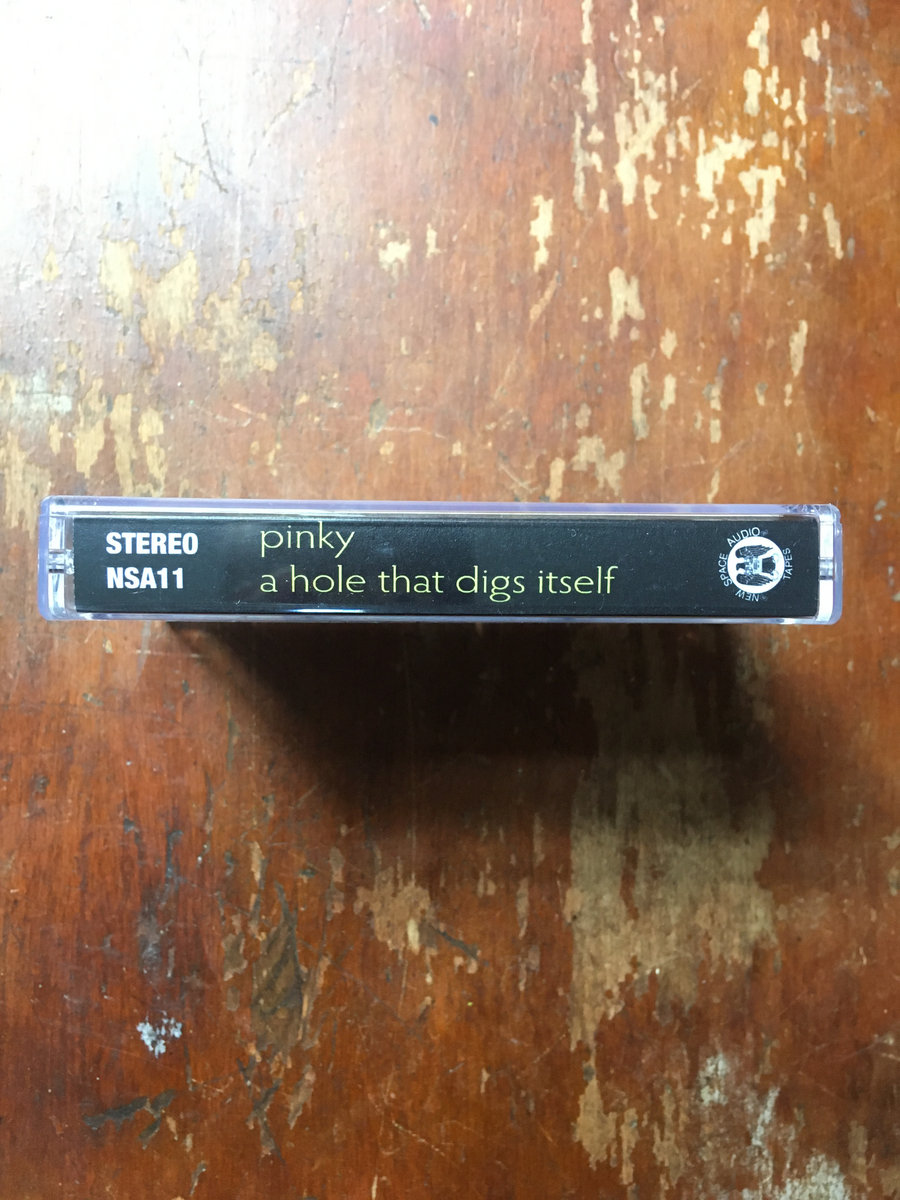 STEREO
NSA11
pinky
a hole that digs itself
NEW SPACE AUDIO TAPES